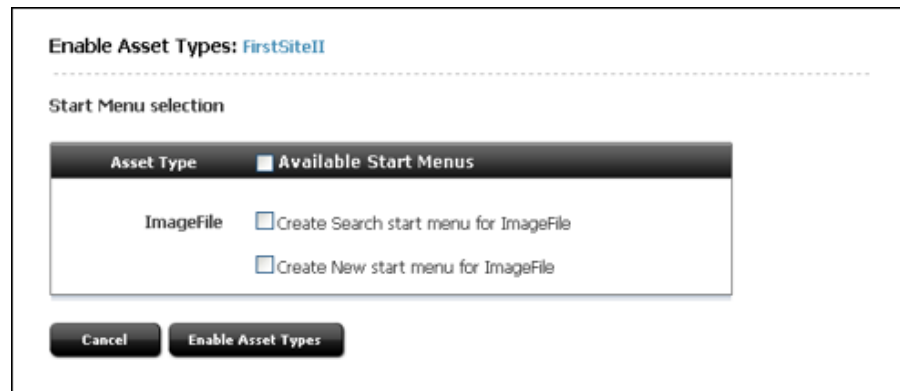 Enable Asset Types: FirstSiteII
Start Menu selection
Asset Type Available Start Menus
ImageFile Create Search start menu for ImageFile
Create New start menu for ImageFile
Cancel Enable Asset Types